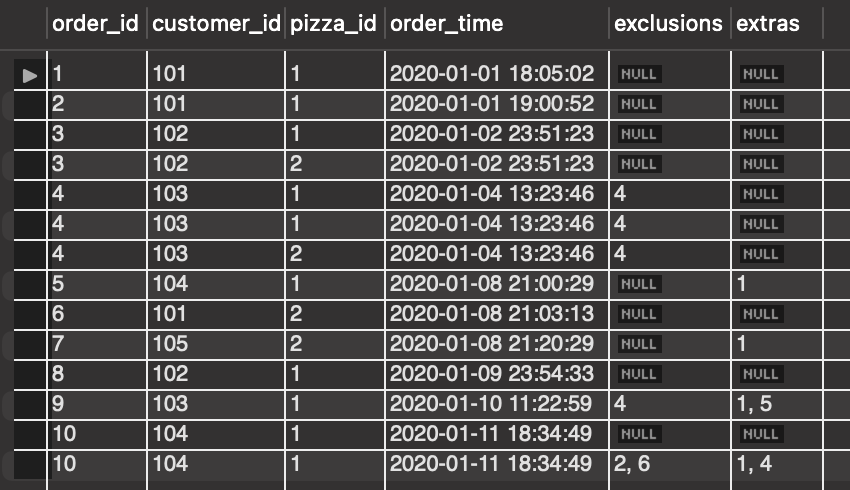 order_id customer_id pizza_id order_time exclusions extras
1 101 1 2020-01-01 18:05:02 NULL NULL
2 101 1 2020-01-01 19:00:52 NULL NULL
3 102 1 2020-01-02 23:51:23 NULL NULL
3 102 2 2020-01-02 23:51:23 NULL NULL
4 103 1 2020-01-04 13:23:46 4 NULL
4 103 1 2020-01-04 13:23:46 4 NULL
4 103 2 2020-01-04 13:23:46 4 NULL
5 104 1 2020-01-08 21:00:29 NULL 1
6 101 2 2020-01-08 21:03:13 NULL NULL
7 105 2 2020-01-08 21:20:29 NULL 1
8 102 1 2020-01-09 23:54:33 NULL NULL
9 103 1 2020-01-10 11:22:59 4 1, 5
10 104 1 2020-01-11 18:34:49 NULL NULL
10 104 1 2020-01-11 18:34:49 2, 6 1, 4